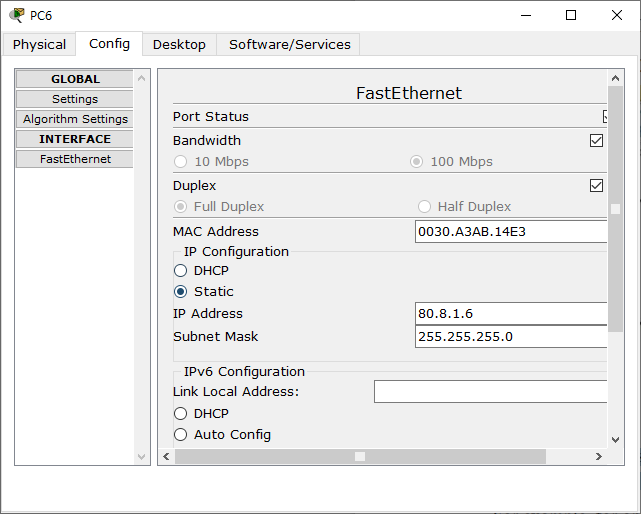 PC6
Physical Config Desktop Software/Services
GLOBAL
Settings
Algorithm Settings
INTERFACE
FastEthernet
FastEthernet
Port Status
Bandwidth
10 Mbps 100 Mbps
Duplex
Full Duplex Half Duplex
MAC Address 0030.A3AB.14E3
IP Configuration
DHCP
Static
IP Address 80.8.1.6
Subnet Mask 255.255.255.0
IPv6 Configuration
Link Local Address:
DHCP
Auto Config